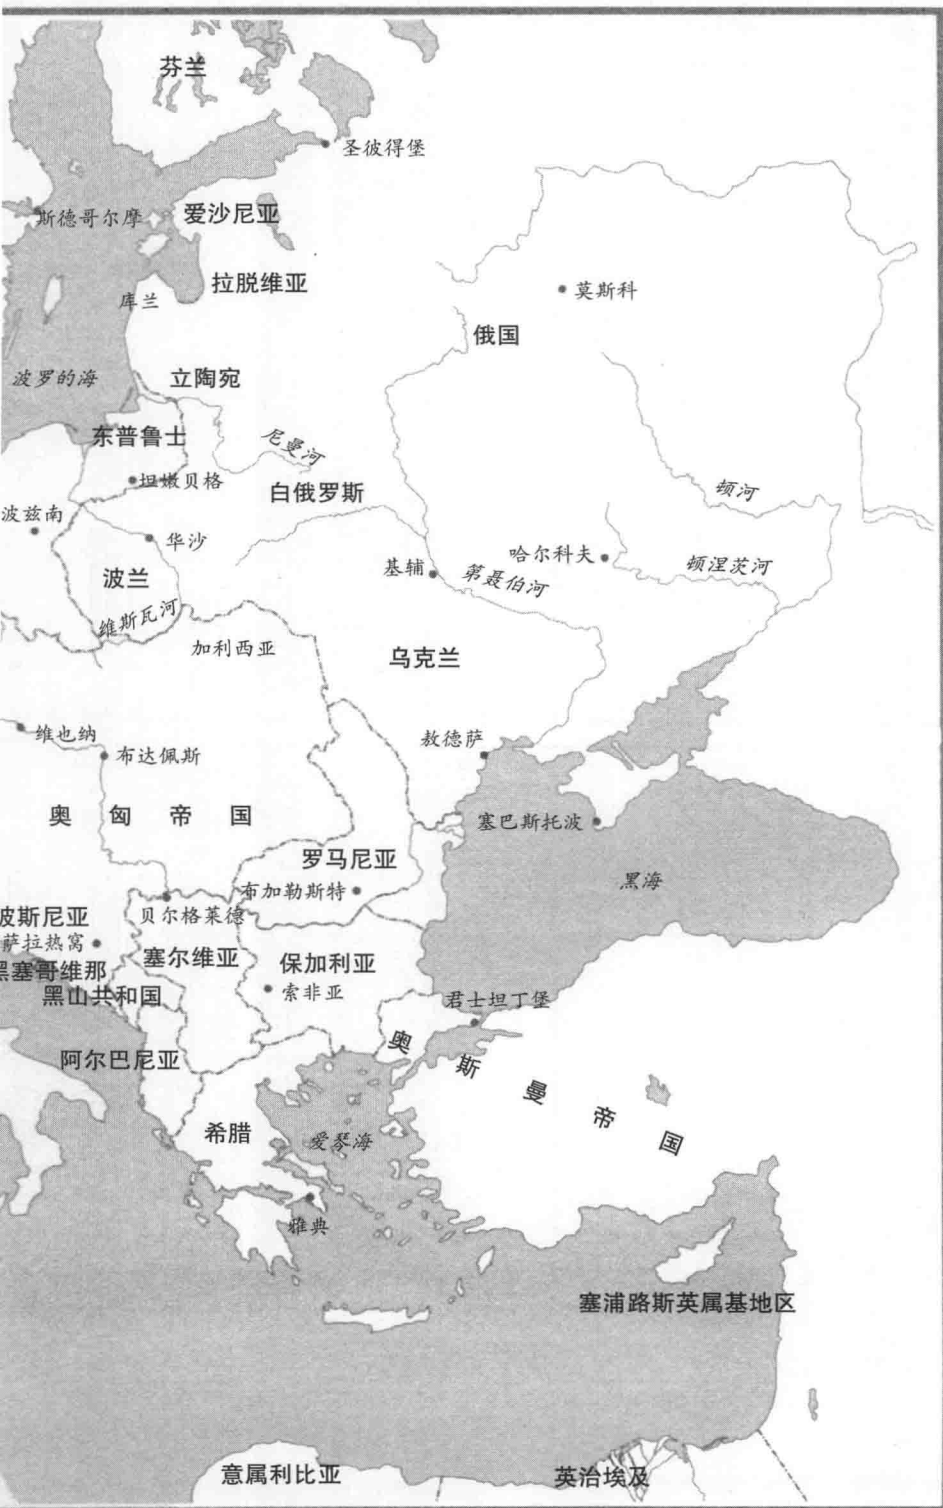 芬兰
圣彼得堡
斯德哥尔摩
爱沙尼亚
拉脱维亚
库兰
莫斯科
俄国
波罗的海
立陶宛
东普鲁士
尼曼河
坦嫩贝格
白俄罗斯
顿河
波兹南
华沙
哈尔科夫
顿涅茨河
基辅
第聂伯河
波兰
维斯瓦河
加利西亚
乌克兰
维也纳
敖德萨
布达佩斯
奥匈帝国
塞巴斯托波
罗马尼亚
黑海
布加勒斯特
贝尔格莱德
波斯尼亚
萨拉热窝
塞尔维亚
保加利亚
黑塞哥维那
索非亚
黑山共和国
君士坦丁堡
阿尔巴尼亚
奥斯曼帝国
希腊
爱琴海
雅典
塞浦路斯英属基地区
意属利比亚
英治埃及